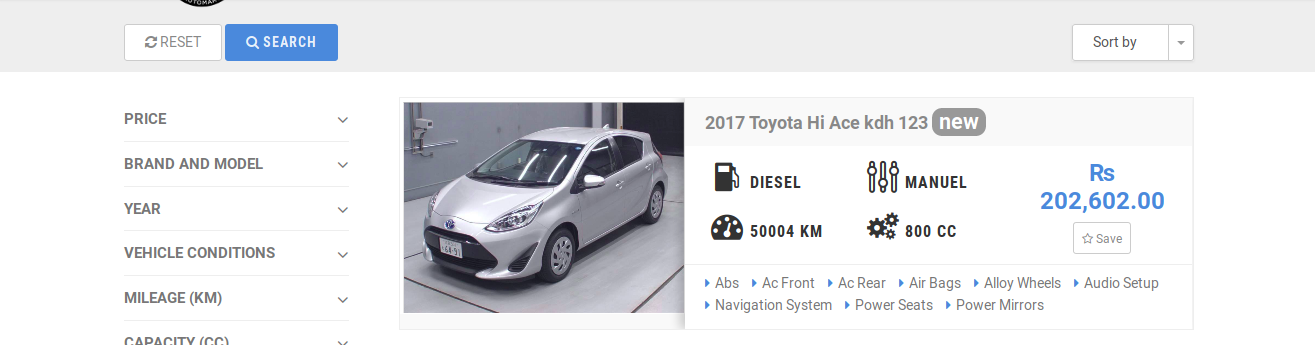 RESET
SEARCH
Sort by
PRICE
BRAND AND MODEL
YEAR
VEHICLE CONDITIONS
MILEAGE (KM)
CAPACITY (CC)
2017 Toyota Hi Ace kdh 123 new
DIESEL
MANUEL
50004 KM
800 CC
₨
202,602.00
Save
Abs Ac Front Ac Rear Air Bags Alloy Wheels Audio Setup
Navigation System Power Seats Power Mirrors